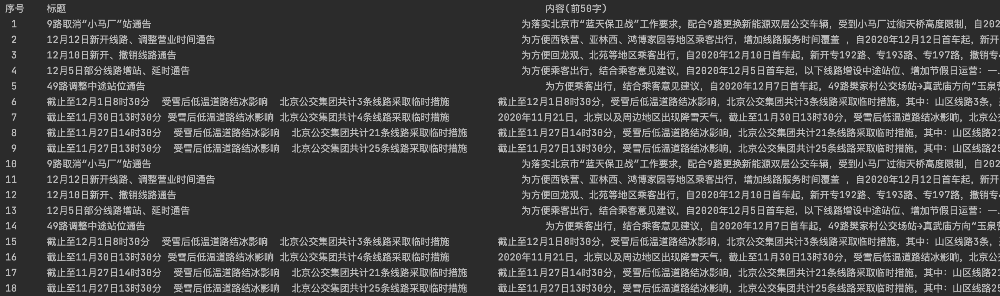 序号 标题 内容(前50字)
1 9路取消“小马厂”站通告 为落实北京市“蓝天保卫战”工作要求，配合9路更换新能源双层公交车辆，受到小马厂过街天桥高度限制，自202
2 12月12日新开线路、调整营业时间通告 为方便西铁营、亚林西、鸿博家园等地区乘客出行，增加线路服务时间覆盖 ，自2020年12月12日首车起，新开
3 12月10日新开、撤销线路通告 为方便回龙观、北苑等地区乘客出行，自2020年12月10日首车起，新开专192路、专193路、专197路，撤销专
4 12月5日部分线路增站、延时通告 为方便乘客出行，结合乘客意见建议，自2020年12月5日首车起，以下线路增设中途站位、增加节假日运营：一.
5 49路调整中途站位通告 为方便乘客出行，结合乘客意见建议，自2020年12月7日首车起，49路樊家村公交场站→真武庙方向“玉泉营
6 截止至12月1日8时30分 受雪后低温道路结冰影响 北京公交集团共计3条线路采取临时措施 截止至12月1日8时30分，受雪后低温道路结冰影响，北京公交集团共计3条线路采取临时措施，其中：山区线路3条，
7 截止至11月30日13时30分 受雪后低温道路结冰影响 北京公交集团共计4条线路采取临时措施 2020年11月21日，北京以及周边地区出现降雪天气，截止至11月30日13时30分，受雪后低温道路结冰影响，北京公
8 截止至11月27日14时30分 受雪后低温道路结冰影响 北京公交集团共计21条线路采取临时措施 截止至11月27日14时30分，受雪后低温道路结冰影响，北京公交集团共计21条线路采取临时措施，其中：山区线路21
9 截止至11月27日13时30分 受雪后低温道路结冰影响 北京公交集团共计25条线路采取临时措施 截止至11月27日13时30分，受雪后低温道路结冰影响，北京公交集团共计25条线路采取临时措施，其中：山区线路25
10 9路取消“小马厂”站通告 为落实北京市“蓝天保卫战”工作要求，配合9路更换新能源双层公交车辆，受到小马厂过街天桥高度限制，自202
11 12月12日新开线路、调整营业时间通告 为方便西铁营、亚林西、鸿博家园等地区乘客出行，增加线路服务时间覆盖 ，自2020年12月12日首车起，新开
12 12月10日新开、撤销线路通告 为方便回龙观、北苑等地区乘客出行，自2020年12月10日首车起，新开专192路、专193路、专197路，撤销专
13 12月5日部分线路增站、延时通告 为方便乘客出行，结合乘客意见建议，自2020年12月5日首车起，以下线路增设中途站位、增加节假日运营：一.
14 49路调整中途站位通告 为方便乘客出行，结合乘客意见建议，自2020年12月7日首车起，49路樊家村公交场站→真武庙方向“玉泉营
15 截止至12月1日8时30分 受雪后低温道路结冰影响 北京公交集团共计3条线路采取临时措施 截止至12月1日8时30分，受雪后低温道路结冰影响，北京公交集团共计3条线路采取临时措施，其中：山区线路3条，
16 截止至11月30日13时30分 受雪后低温道路结冰影响 北京公交集团共计4条线路采取临时措施 2020年11月21日，北京以及周边地区出现降雪天气，截止至11月30日13时30分，受雪后低温道路结冰影响，北京公
17 截止至11月27日14时30分 受雪后低温道路结冰影响 北京公交集团共计21条线路采取临时措施 截止至11月27日14时30分，受雪后低温道路结冰影响，北京公交集团共计21条线路采取临时措施，其中：山区线路21
18 截止至11月27日13时30分 受雪后低温道路结冰影响 北京公交集团共计25条线路采取临时措施 截止至11月27日13时30分，受雪后低温道路结冰影响，北京公交集团共计25条线路采取临时措施，其中：山区线路25